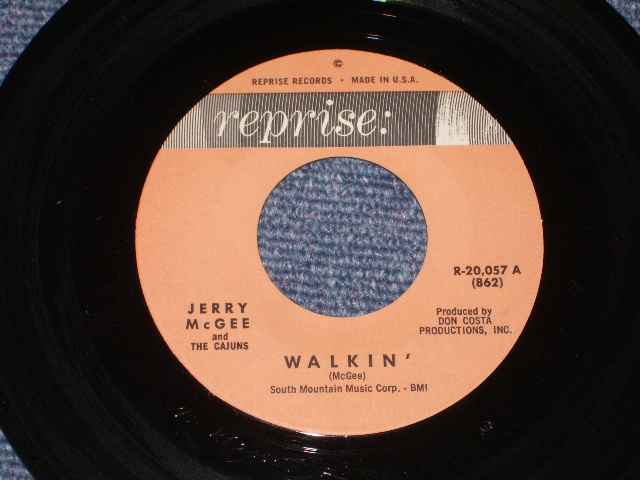 ©
REPRISE RECORDS • MADE IN U.S.A.
reprise:
R-20,057 A
(862)
JERRY
McGEE
and
THE CAJUNS
Produced by
DON COSTA
PRODUCTIONS, INC.
WALKIN'
(McGee)
South Mountain Music Corp. - BMI